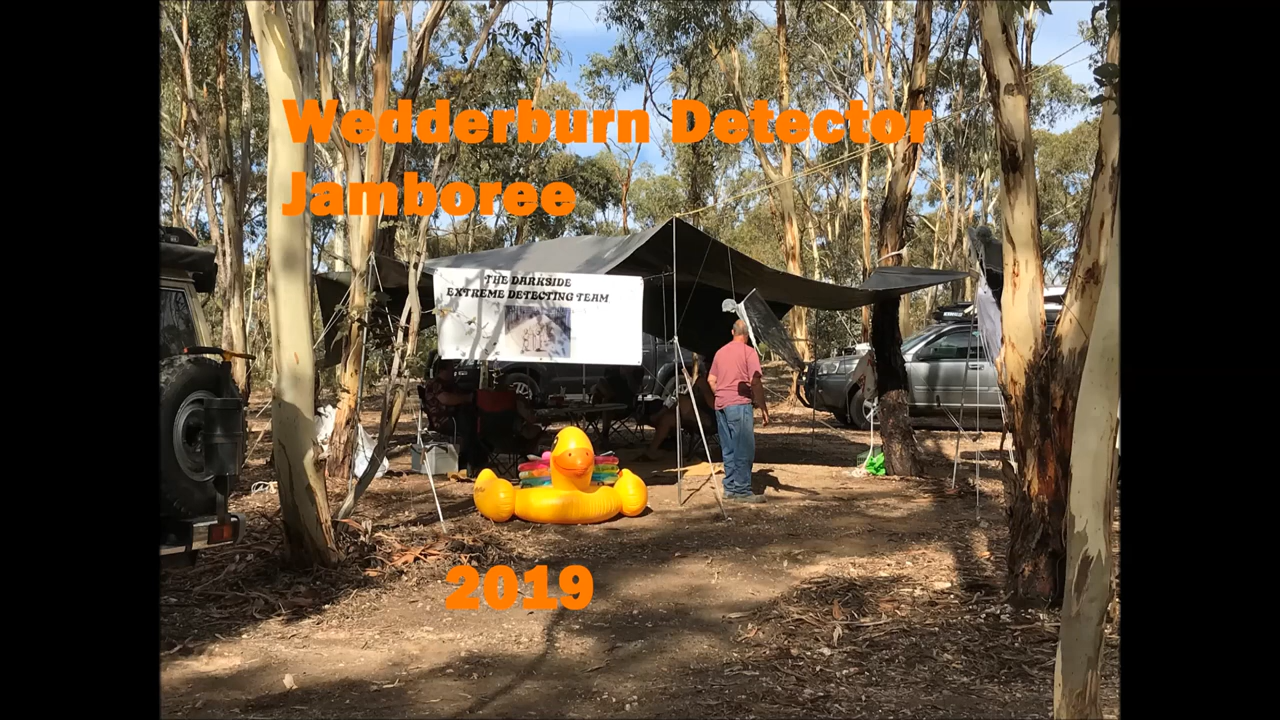 Wedderburn Detector
Jamboree
THE DARKSIDE
EXTREME DETECTING TEAM
2019